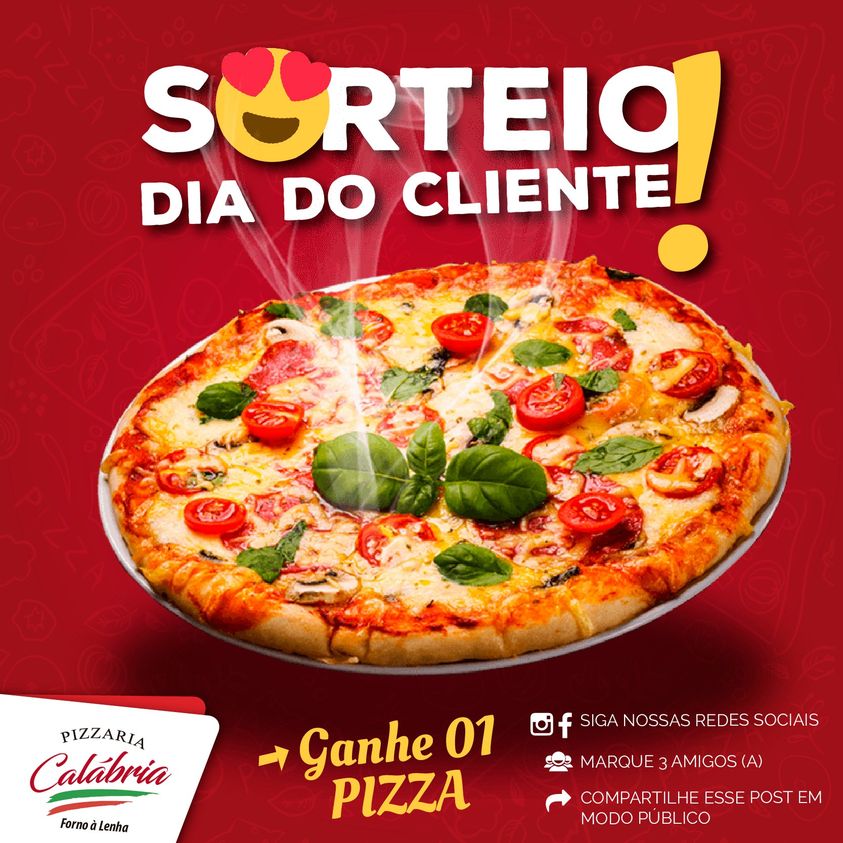 SORTEIO!
DIA DO CLIENTE
PIZZARIA
Calábria
Forno à Lenha
Ganhe 01
PIZZA
SIGA NOSSAS REDES SOCIAIS
MARQUE 3 AMIGOS (A)
COMPARTILHE ESSE POST EM
MODO PÚBLICO